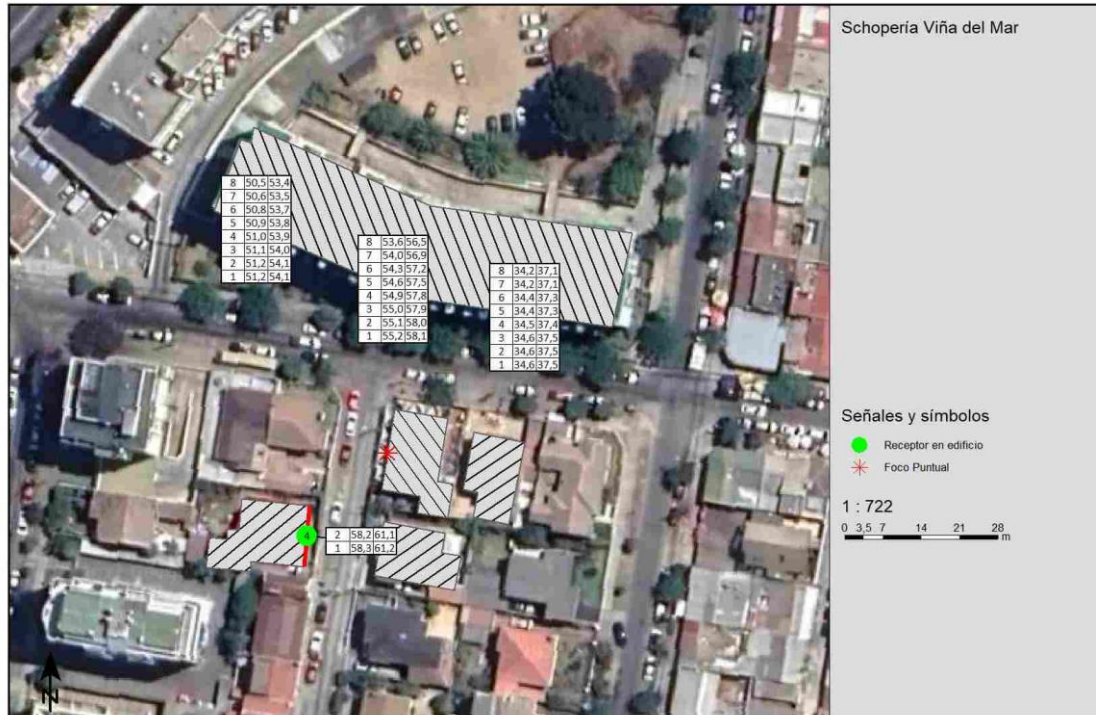 Schopería Viña del Mar
8 50,5 53,4
7 50,6 53,5
6 50,8 53,7
5 50,9 53,8
4 51,0 53,9
3 51,1 54,0
2 51,2 54,1
1 51,2 54,1
8 53,6 56,5
7 54,0 56,9
6 54,3 57,2
5 54,6 57,5
4 54,9 57,8
3 55,0 57,9
2 55,1 58,0
1 55,2 58,1
8 34,2 37,1
7 34,2 37,1
6 34,4 37,3
5 34,4 37,3
4 34,5 37,4
3 34,6 37,5
2 34,6 37,5
1 34,6 37,5
4
2 58,2 61,1
1 58,3 61,2
N
Señales y símbolos
Receptor en edificio
Foco Puntual
1 : 722
0 3,5 7 14 21 28
m